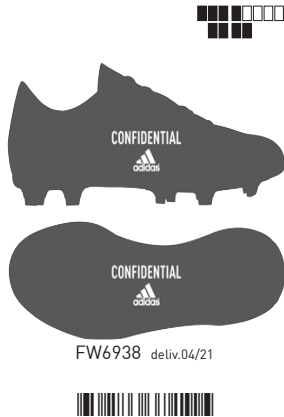 CONFIDENTIAL
adidas
CONFIDENTIAL
adidas
FW6938 deliv.04/21